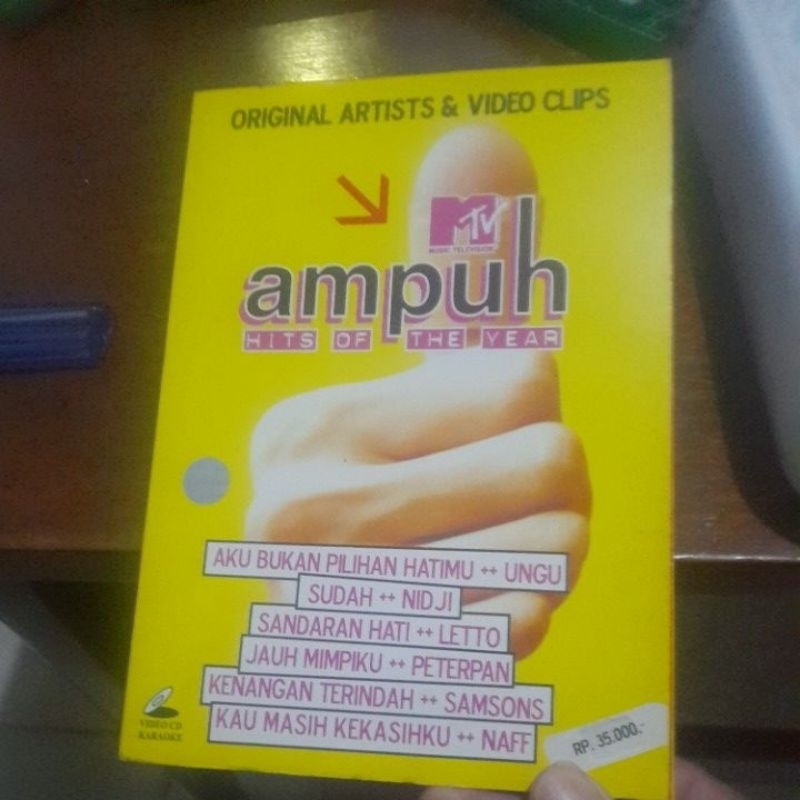 ORIGINAL ARTISTS & VIDEO CLIPS
MTV
MUSIC TELEVISION
ampuh
HITS OF THE YEAR
AKU BUKAN PILIHAN HATIMU ++ UNGU
SUDAH ++ NIDJI
SANDARAN HATI ++ LETTO
JAUH MIMPIKU ++ PETERPAN
KENANGAN TERINDAH ++ SAMSONS
KAU MASIH KEKASIHKU ++ NAFF
VIDEO CD
KARAOKE
RP. 35.000,-